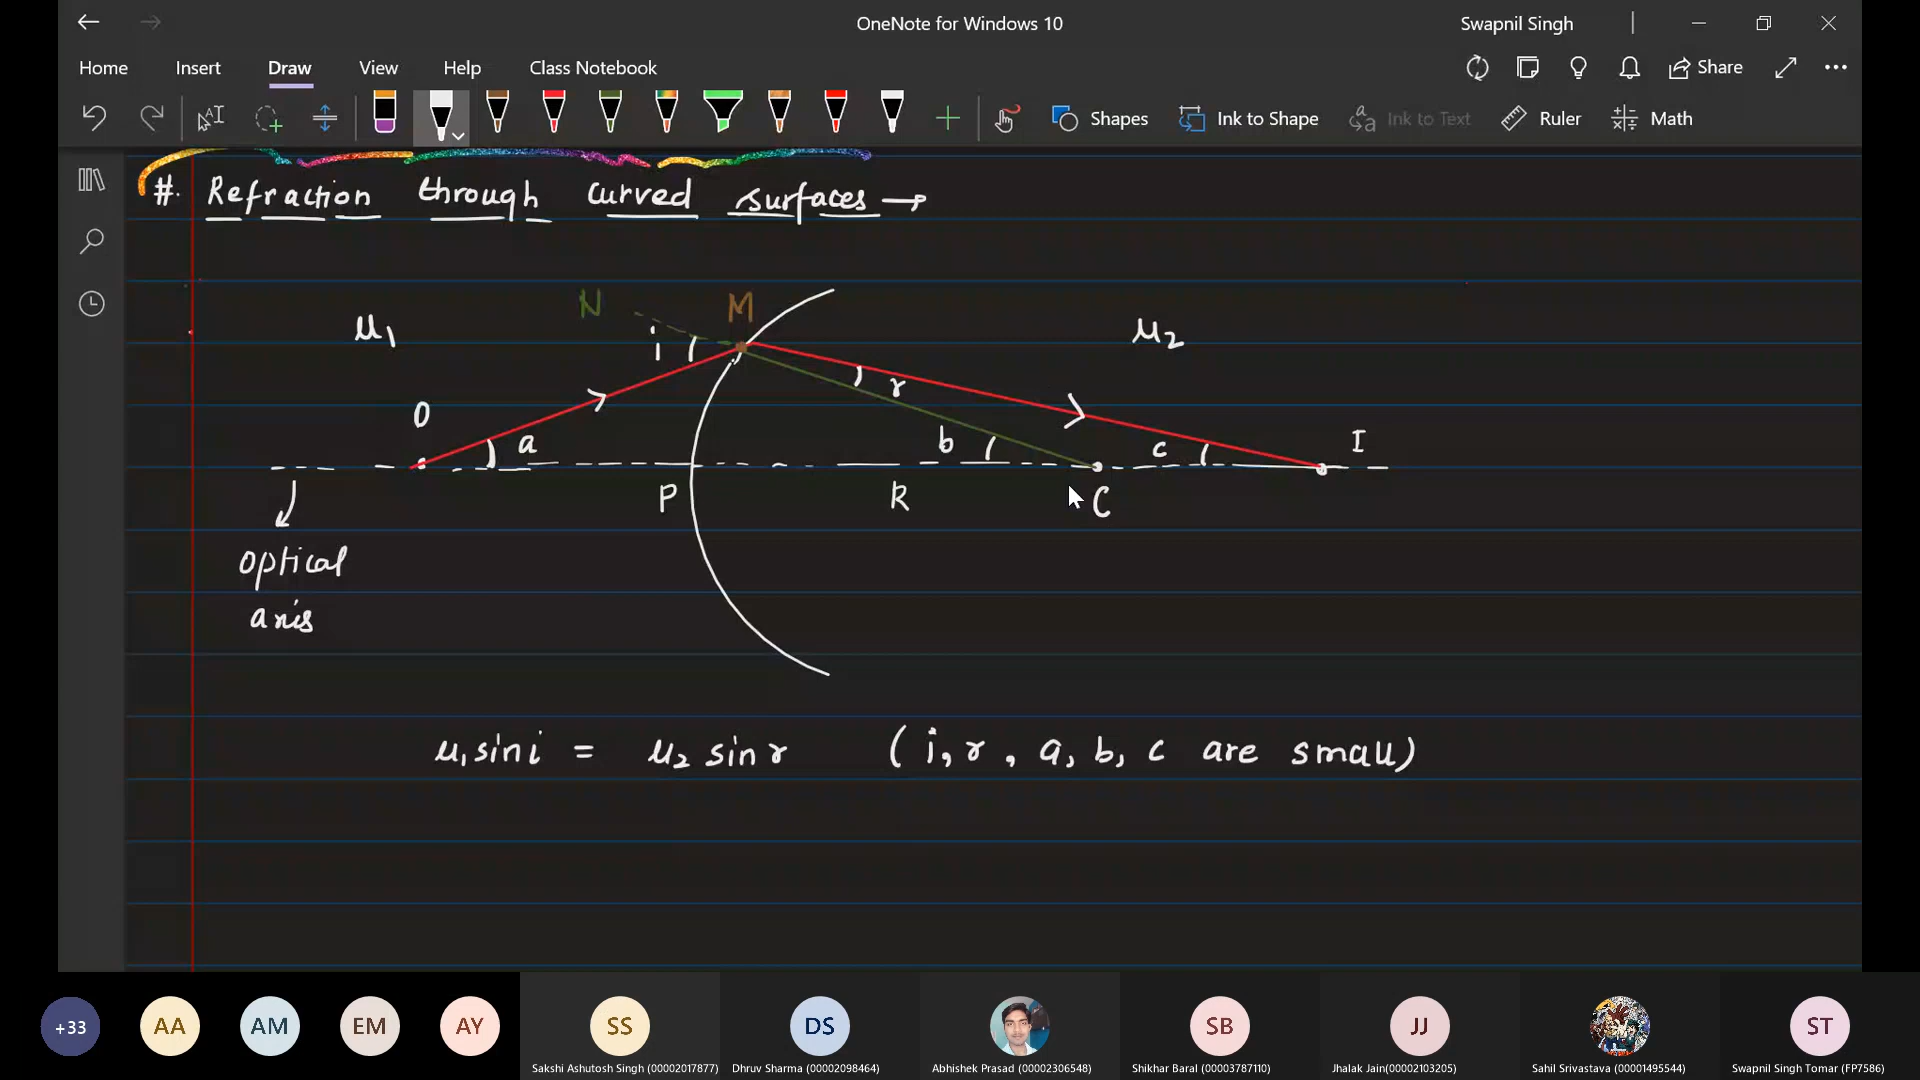 OneNote for Windows 10
Swapnil Singh
Home Insert Draw View Help Class Notebook
Share
Shapes Ink to Shape Ink to Text Ruler Math
#. Refraction through curved surfaces →
N M
μ1 i μ2
r
O
a b c I
P R C
optical
axis
μ1 sin i = μ2 sin r ( i, r, a, b, c are small)
+33 AA AM EM AY SS DS SB JJ ST
Sakshi Ashutosh Singh (00002017877) Dhruv Sharma (00002098464) Abhishek Prasad (00002306548) Shikhar Baral (00003787110) Jhalak Jain(00002103205) Sahil Srivastava (00001495544) Swapnil Singh Tomar (FP7586)